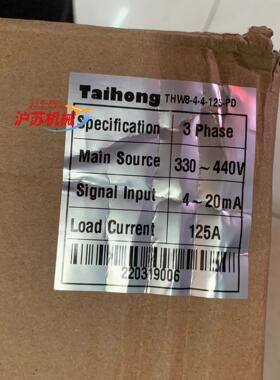 Taihong THW8-4-4-125-PD
沪苏机械
Specification 3 Phase
Main Source 330~440V
Signal Input 4~20mA
Load Current 125A
220319006